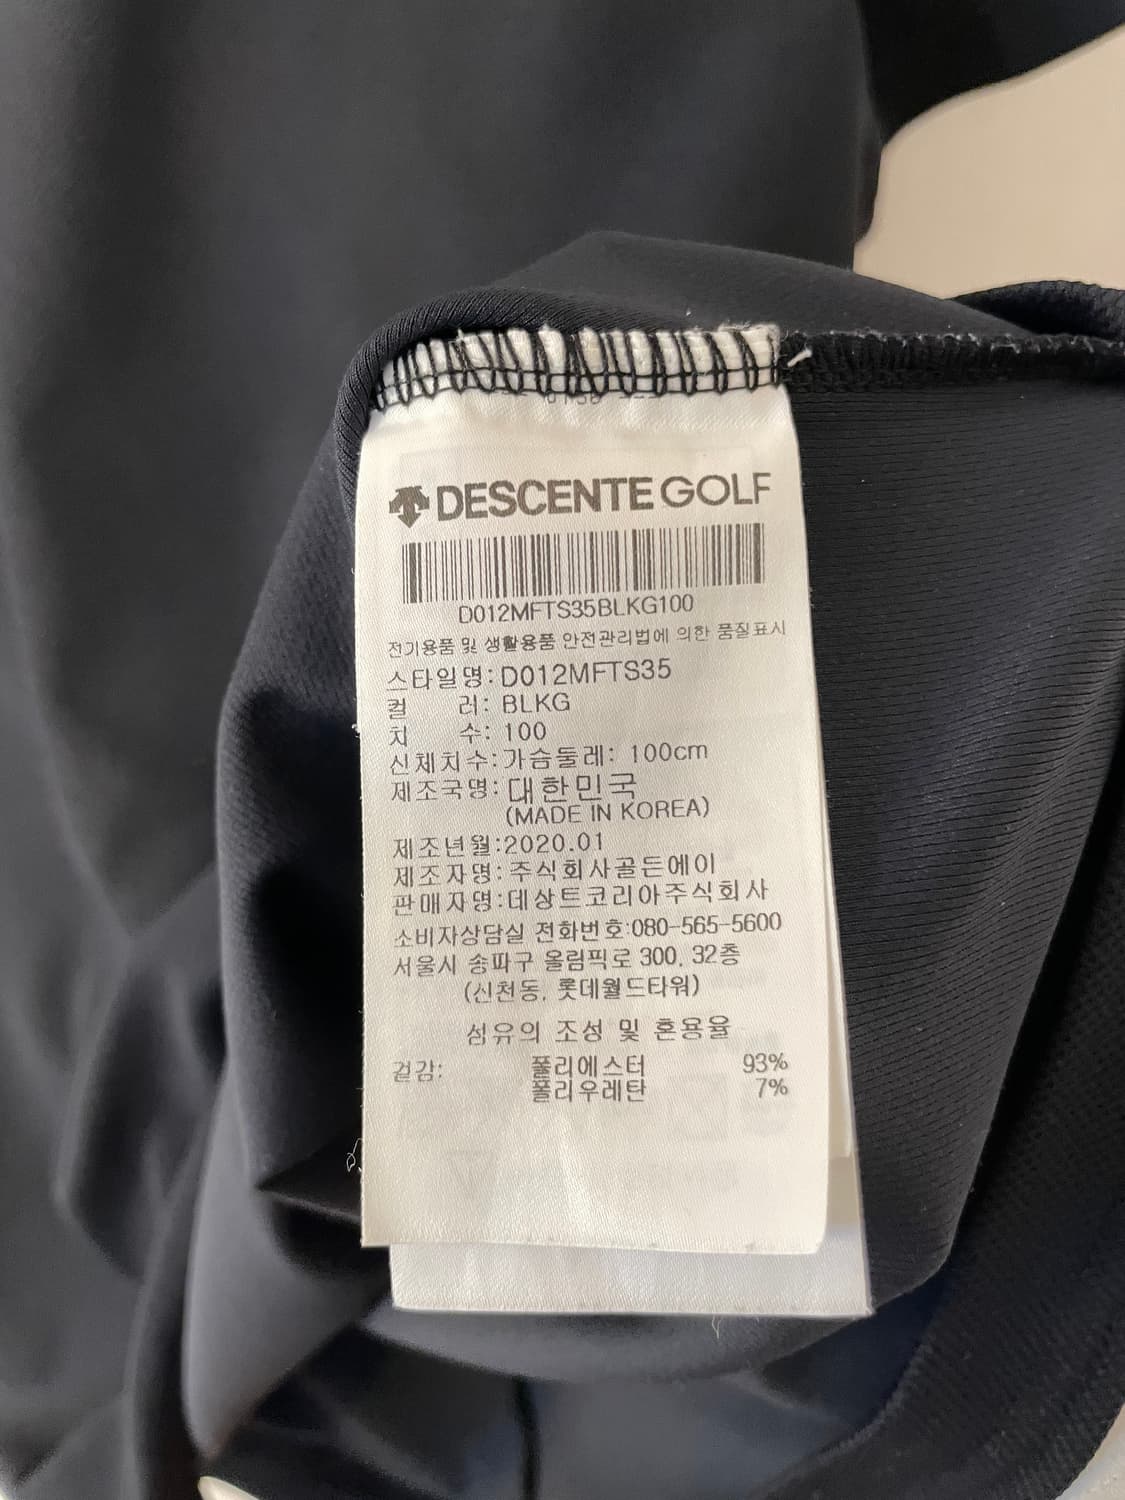 DESCENTE GOLF
D012MFTS35BLKG100
전기용품 및 생활용품 안전관리법에 의한 품질표시
스타일명: D012MFTS35
컬 러: BLKG
치 수: 100
신체치수: 가슴둘레: 100cm
제조국명: 대한민국
(MADE IN KOREA)
제조년월: 2020.01
제조자명: 주식회사골든에이
판매자명: 데상트코리아주식회사
소비자상담실 전화번호: 080-565-5600
서울시 송파구 올림픽로 300, 32층
(신천동, 롯데월드타워)
섬유의 조성 및 혼용율
겉감: 폴리에스터 93%
폴리우레탄 7%